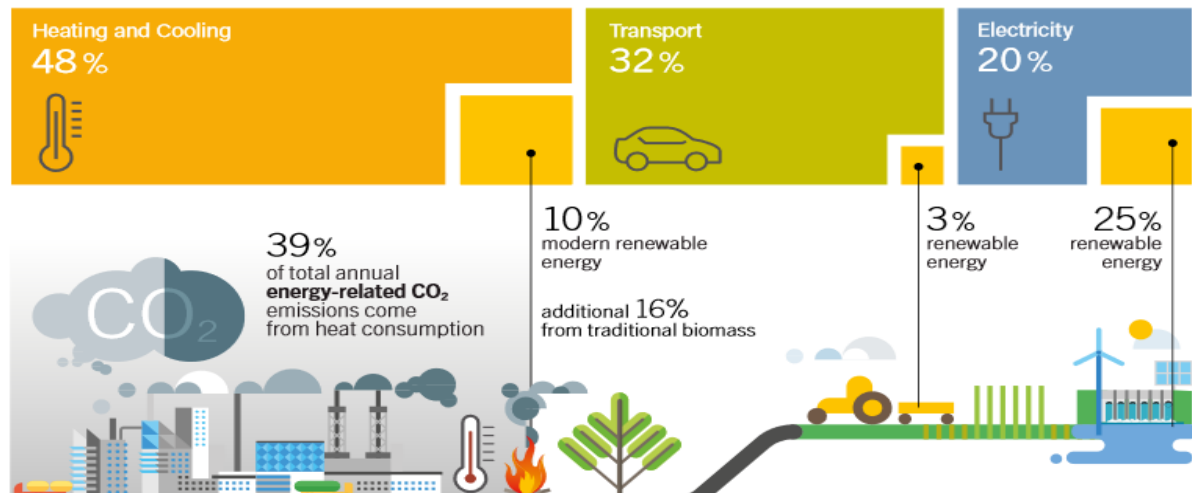 Heating and Cooling
48 %
Transport
32 %
Electricity
20 %
39 %
of total annual
energy-related CO₂
emissions come
from heat consumption
CO₂
10 %
modern renewable
energy
additional 16%
from traditional biomass
3 %
renewable
energy
25 %
renewable
energy